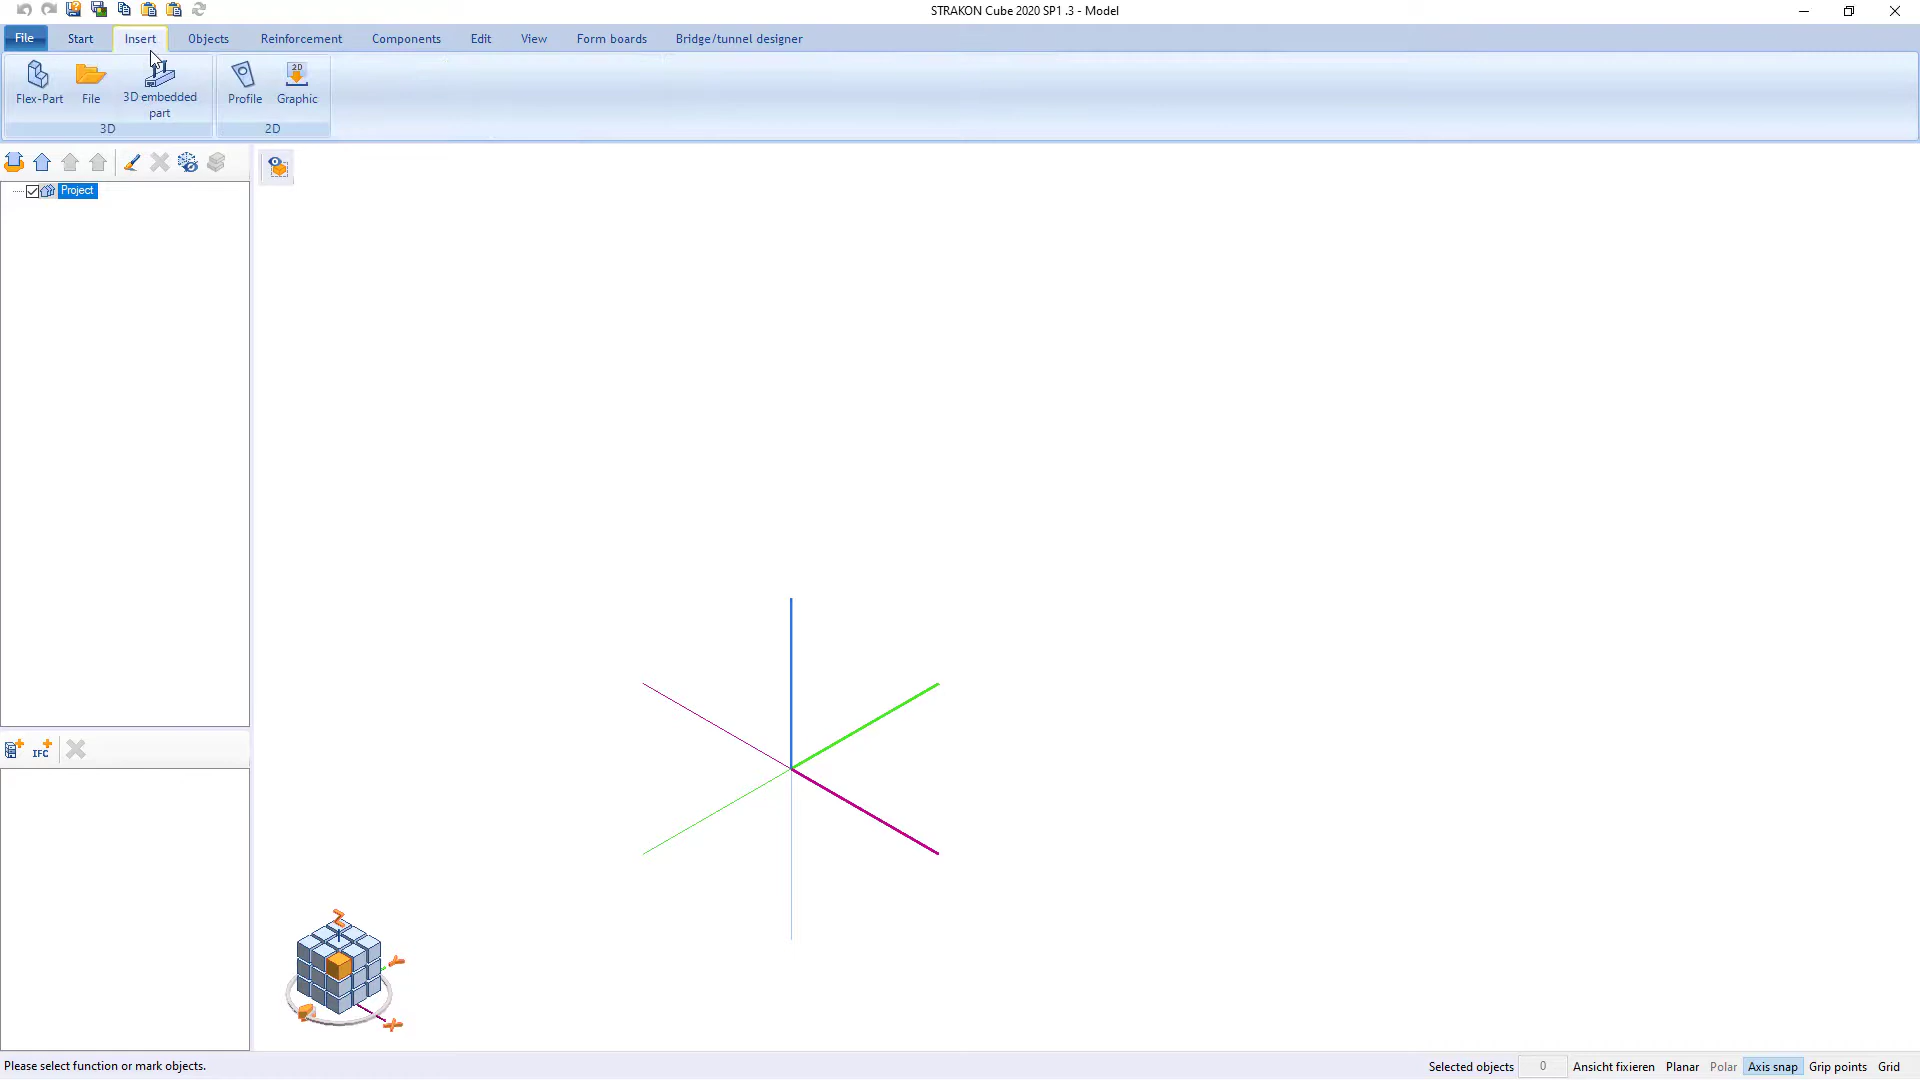 STRAKON Cube 2020 SP1 .3 - Model
File Start Insert Objects Reinforcement Components Edit View Form boards Bridge/tunnel designer
Flex-Part File 3D embedded part Profile 2D Graphic
3D 2D
Project
IFC
Z
Y
X
Please select function or mark objects. Selected objects 0 Ansicht fixieren Planar Polar Axis snap Grip points Grid